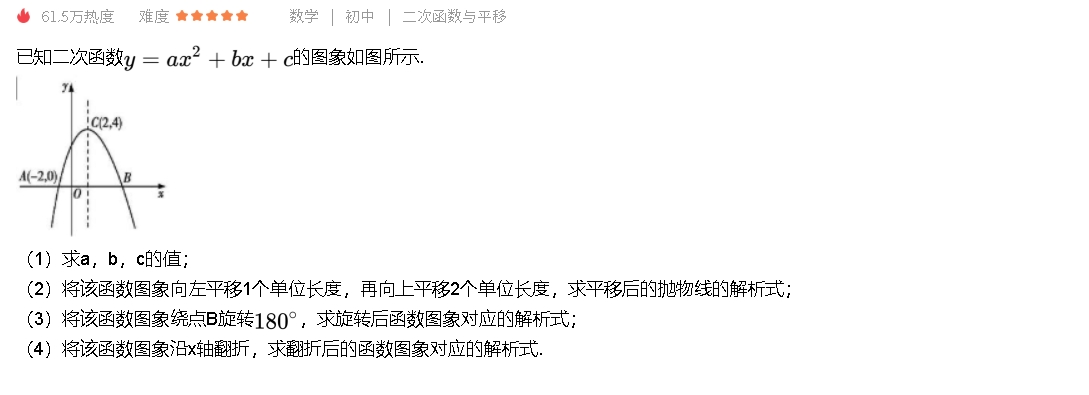 61.5万热度 难度 数学 | 初中 | 二次函数与平移
已知二次函数y = ax² + bx + c的图象如图所示.
y
C(2,4)
A(-2,0) B
O x
（1）求a，b，c的值；
（2）将该函数图象向左平移1个单位长度，再向上平移2个单位长度，求平移后的抛物线的解析式；
（3）将该函数图象绕点B旋转180°，求旋转后函数图象对应的解析式；
（4）将该函数图象沿x轴翻折，求翻折后的函数图象对应的解析式.